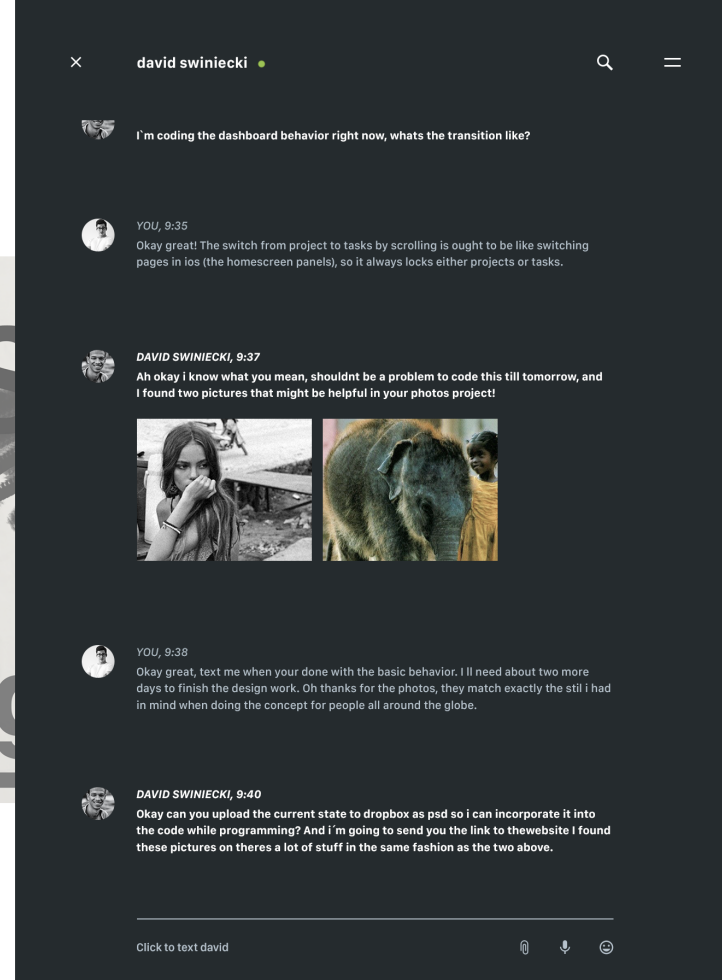 david swiniecki
I`m coding the dashboard behavior right now, whats the transition like?
YOU, 9:35
Okay great! The switch from project to tasks by scrolling is ought to be like switching
pages in ios (the homescreen panels), so it always locks either projects or tasks.
DAVID SWINIECKI, 9:37
Ah okay i know what you mean, shouldnt be a problem to code this till tomorrow, and
I found two pictures that might be helpful in your photos project!
YOU, 9:38
Okay great, text me when your done with the basic behavior. I ll need about two more
days to finish the design work. Oh thanks for the photos, they match exactly the stil i had
in mind when doing the concept for people all around the globe.
DAVID SWINIECKI, 9:40
Okay can you upload the current state to dropbox as psd so i can incorporate it into
the code while programming? And i´m going to send you the link to thewebsite I found
these pictures on theres a lot of stuff in the same fashion as the two above.
Click to text david